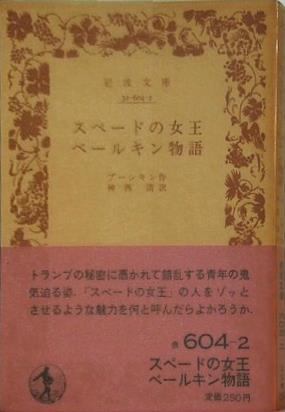 岩波文庫
32-604-2
スペードの女王
ベールキン物語
プーシキン作
神西清訳
トランプの秘密に憑かれて錯乱する青年の鬼
気迫る姿。「スペードの女王」の人をゾッと
させるような魅力を何と呼んだらよかろうか。
赤 604-2
スペードの女王
ベールキン物語
定価250円